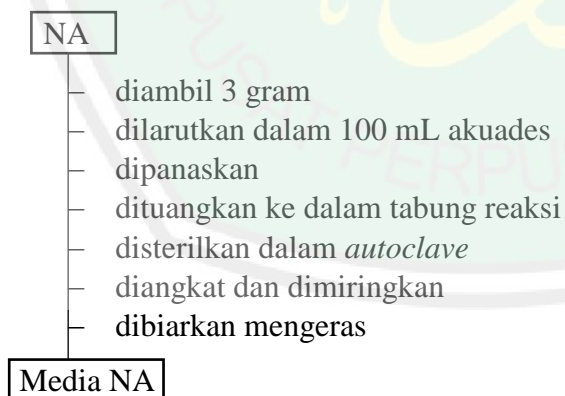 NA
diambil 3 gram
dilarutkan dalam 100 mL akuades
dipanaskan
dituangkan ke dalam tabung reaksi
disterilkan dalam autoclave
diangkat dan dimiringkan
dibiarkan mengeras
Media NA